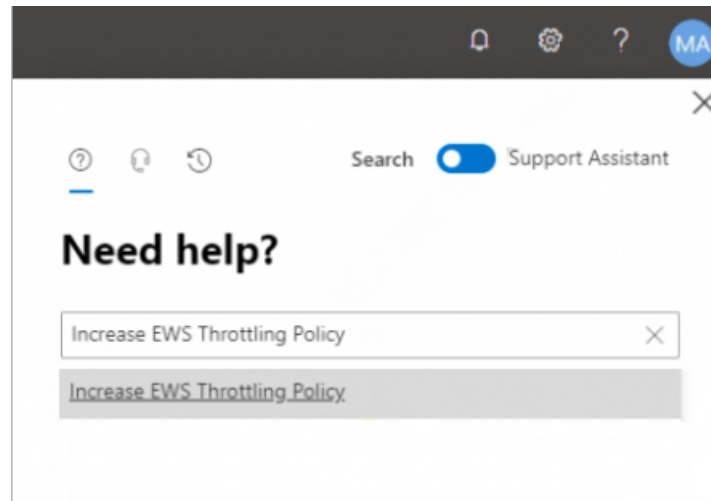 MA
Search Support Assistant
Need help?
Increase EWS Throttling Policy
Increase EWS Throttling Policy